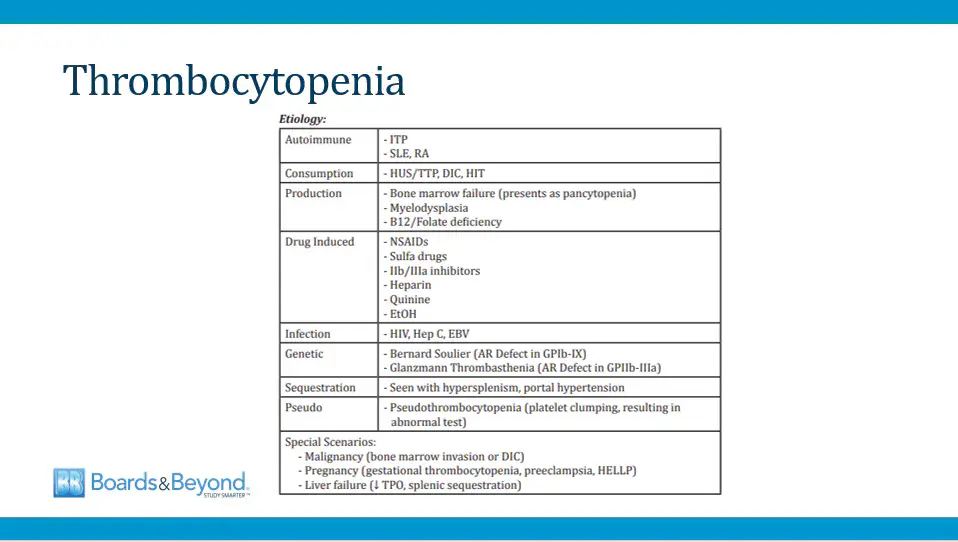 Thrombocytopenia
Etiology:
Autoimmune
- ITP
- SLE, RA
Consumption
- HUS/TTP, DIC, HIT
Production
- Bone marrow failure (presents as pancytopenia)
- Myelodysplasia
- B12/Folate deficiency
Drug Induced
- NSAIDs
- Sulfa drugs
- IIb/IIIa inhibitors
- Heparin
- Quinine
- EtOH
Infection
- HIV, Hep C, EBV
Genetic
- Bernard Soulier (AR Defect in GPIb-IX)
- Glanzmann Thrombasthenia (AR Defect in GPIIb-IIIa)
Sequestration
- Seen with hypersplenism, portal hypertension
Pseudo
- Pseudothrombocytopenia (platelet clumping, resulting in
abnormal test)
Special Scenarios:
- Malignancy (bone marrow invasion or DIC)
- Pregnancy (gestational thrombocytopenia, preeclampsia, HELLP)
- Liver failure (↓ TPO, splenic sequestration)
BB Boards&Beyond.
STUDY SMARTER ™